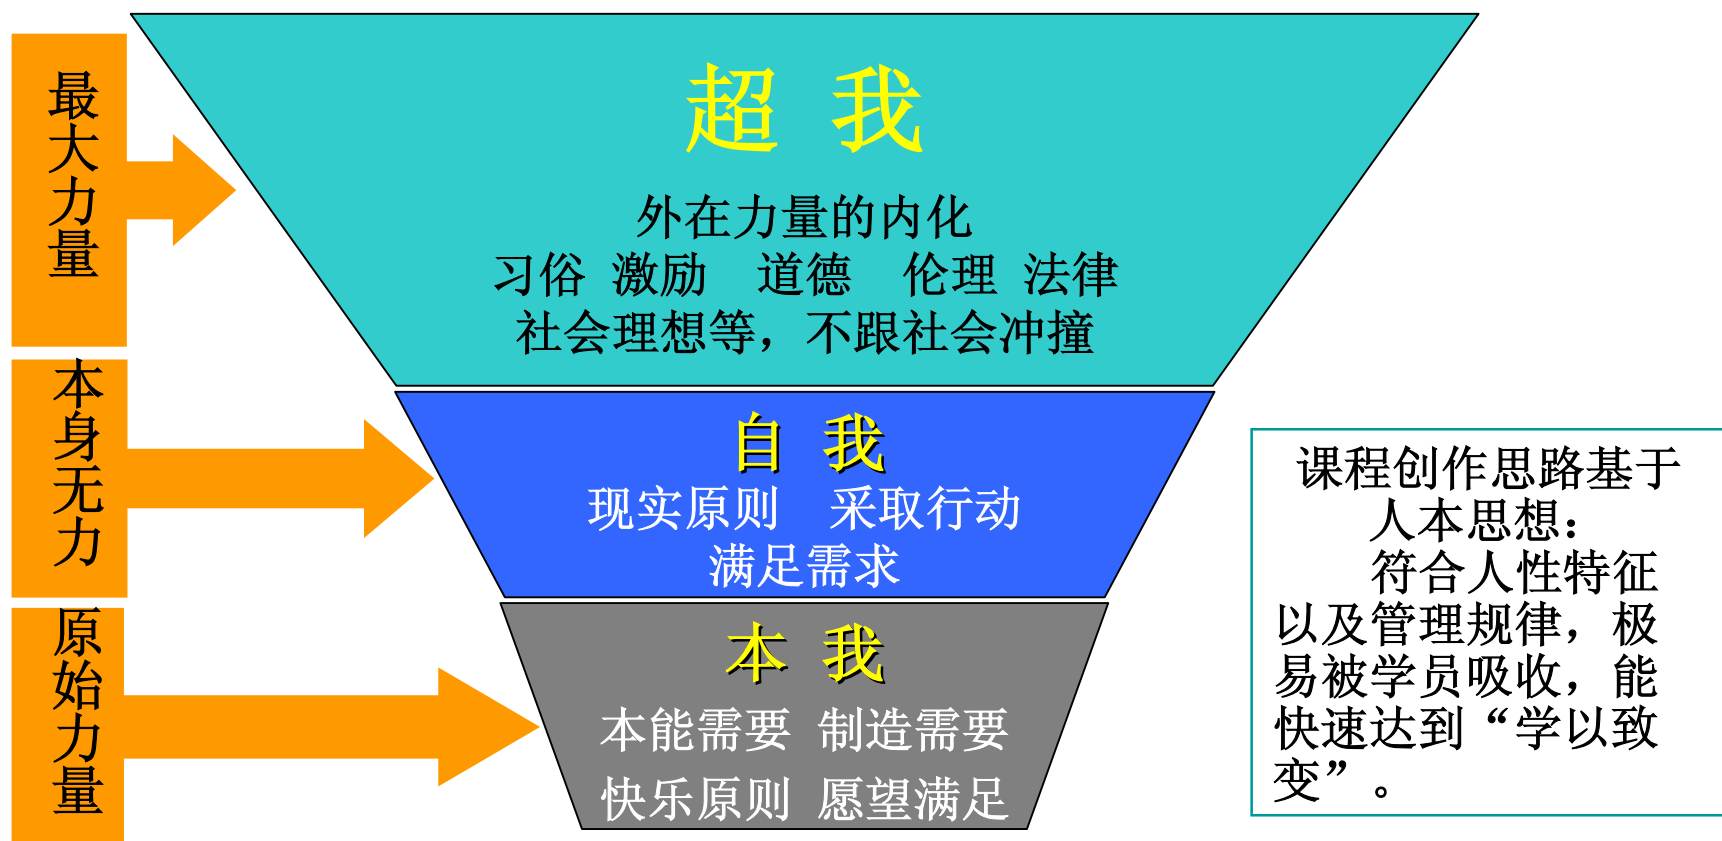 最大力量
超 我
外在力量的内化
习俗 激励 道德 伦理 法律
社会理想等，不跟社会冲撞
本身无力
自 我
现实原则 采取行动
满足需求
原始力量
本 我
本能需要 制造需要
快乐原则 愿望满足
课程创作思路基于
人本思想：
符合人性特征
以及管理规律，极
易被学员吸收，能
快速达到“学以致
变”。